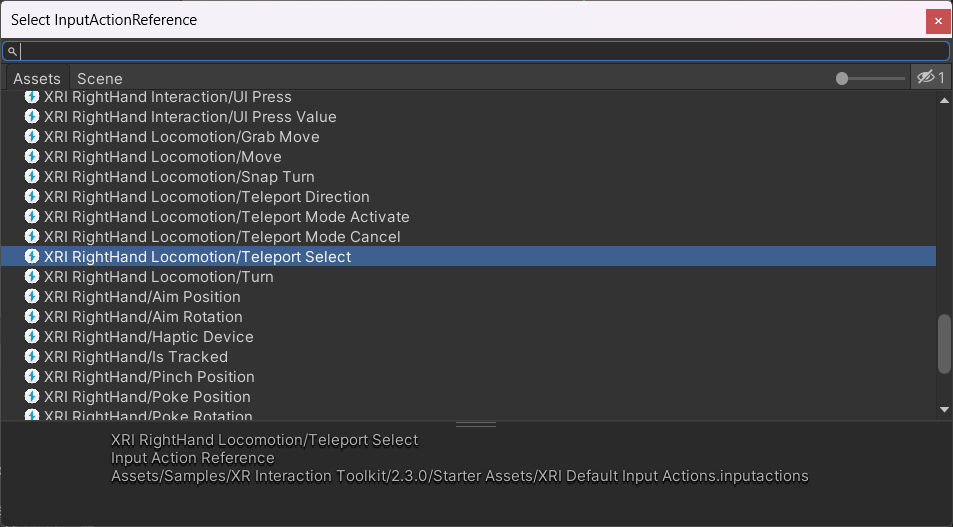 Select InputActionReference
Assets Scene 1
XRI RightHand Interaction/UI Press
XRI RightHand Interaction/UI Press Value
XRI RightHand Locomotion/Grab Move
XRI RightHand Locomotion/Move
XRI RightHand Locomotion/Snap Turn
XRI RightHand Locomotion/Teleport Direction
XRI RightHand Locomotion/Teleport Mode Activate
XRI RightHand Locomotion/Teleport Mode Cancel
XRI RightHand Locomotion/Teleport Select
XRI RightHand Locomotion/Turn
XRI RightHand/Aim Position
XRI RightHand/Aim Rotation
XRI RightHand/Haptic Device
XRI RightHand/Is Tracked
XRI RightHand/Pinch Position
XRI RightHand/Poke Position
XRI RightHand/Poke Rotation
XRI RightHand Locomotion/Teleport Select
Input Action Reference
Assets/Samples/XR Interaction Toolkit/2.3.0/Starter Assets/XRI Default Input Actions.inputactions